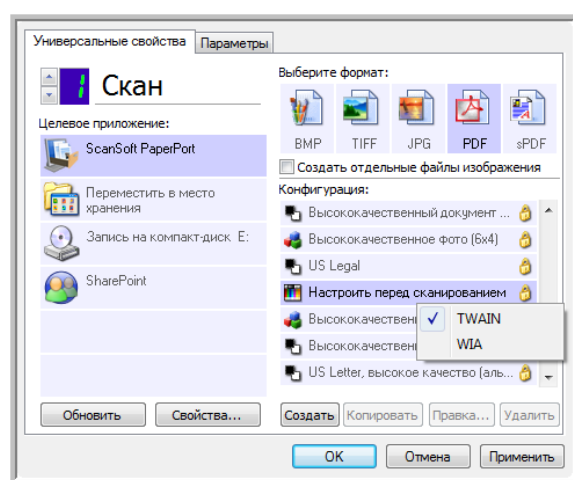 Универсальные свойства
Параметры
1 Скан
Целевое приложение:
ScanSoft PaperPort
Переместить в место
хранения
Запись на компакт-диск E:
SharePoint
Обновить
Свойства...
Выберите формат:
BMP TIFF JPG PDF sPDF
Создать отдельные файлы изображения
Конфигурация:
Высококачественный документ ...
Высококачественное фото (6x4)
US Legal
Настроить перед сканированием
TWAIN
WIA
US Letter, высокое качество (аль...
Создать Копировать Правка... Удалить
OK Отмена Применить